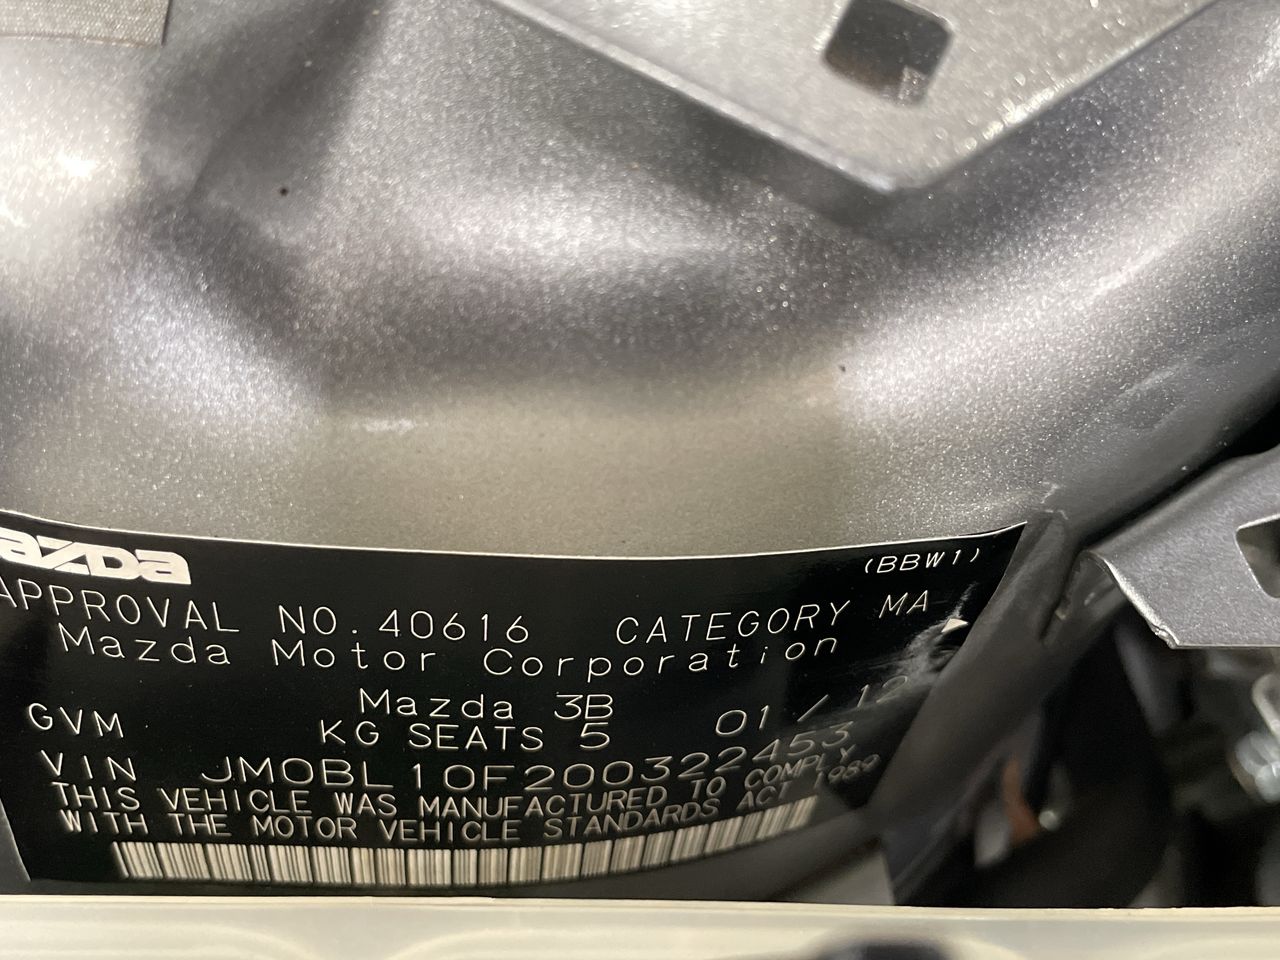 mazda
(BBW1)
APPROVAL NO. 40616 CATEGORY MA
Mazda Motor Corporation
Mazda 3B
GVM KG SEATS 5 01 / 12
VIN JM0BL10F200322453
THIS VEHICLE WAS MANUFACTURED TO COMPLY
WITH THE MOTOR VEHICLE STANDARDS ACT 1989